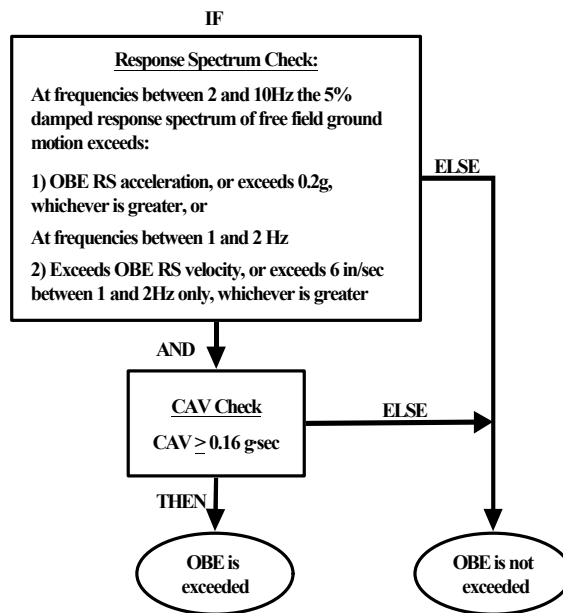 IF
Response Spectrum Check:
At frequencies between 2 and 10Hz the 5%
damped response spectrum of free field ground
motion exceeds:
1) OBE RS acceleration, or exceeds 0.2g,
whichever is greater, or
At frequencies between 1 and 2 Hz
2) Exceeds OBE RS velocity, or exceeds 6 in/sec
between 1 and 2Hz only, whichever is greater
ELSE
AND
CAV Check
CAV ≥ 0.16 g·sec
ELSE
THEN
OBE is
exceeded
OBE is not
exceeded